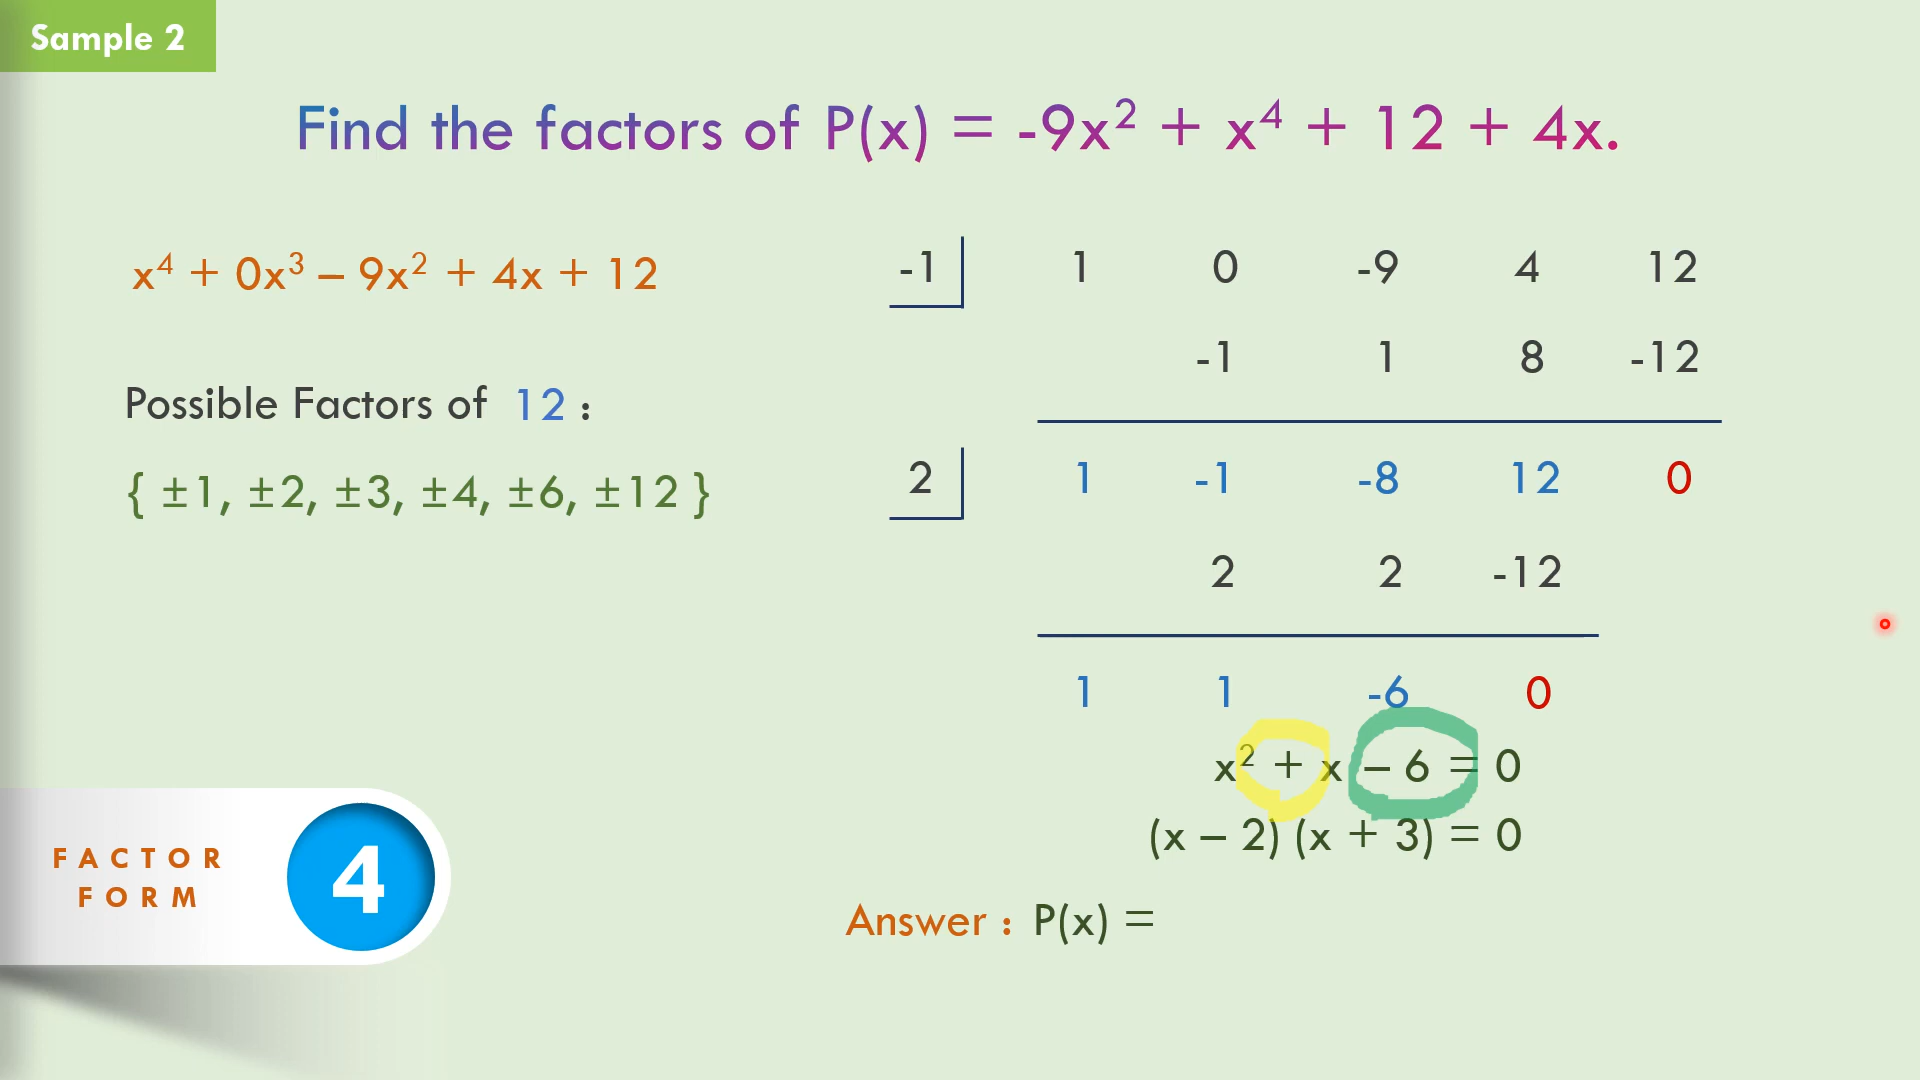 Sample 2
Find the factors of P(x) = -9x² + x⁴ + 12 + 4x.
x⁴ + 0x³ – 9x² + 4x + 12
Possible Factors of 12 :
{ ±1, ±2, ±3, ±4, ±6, ±12 }
-1 1 0 -9 4 12
-1 1 8 -12
2 1 -1 -8 12 0
2 2 -12
1 1 -6 0
x² + x – 6 = 0
(x – 2) (x + 3) = 0
Answer : P(x) =
FACTOR
FORM
4